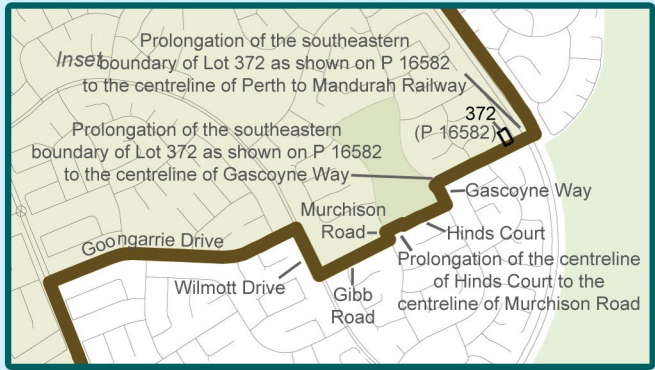 Inset
Prolongation of the southeastern
boundary of Lot 372 as shown on P 16582
to the centreline of Perth to Mandurah Railway
372
(P 16582)
Prolongation of the southeastern
boundary of Lot 372 as shown on P 16582
to the centreline of Gascoyne Way
Gascoyne Way
Murchison
Road
Hinds Court
Goongarrie Drive
Prolongation of the centreline
of Hinds Court to the
centreline of Murchison Road
Wilmott Drive
Gibb
Road